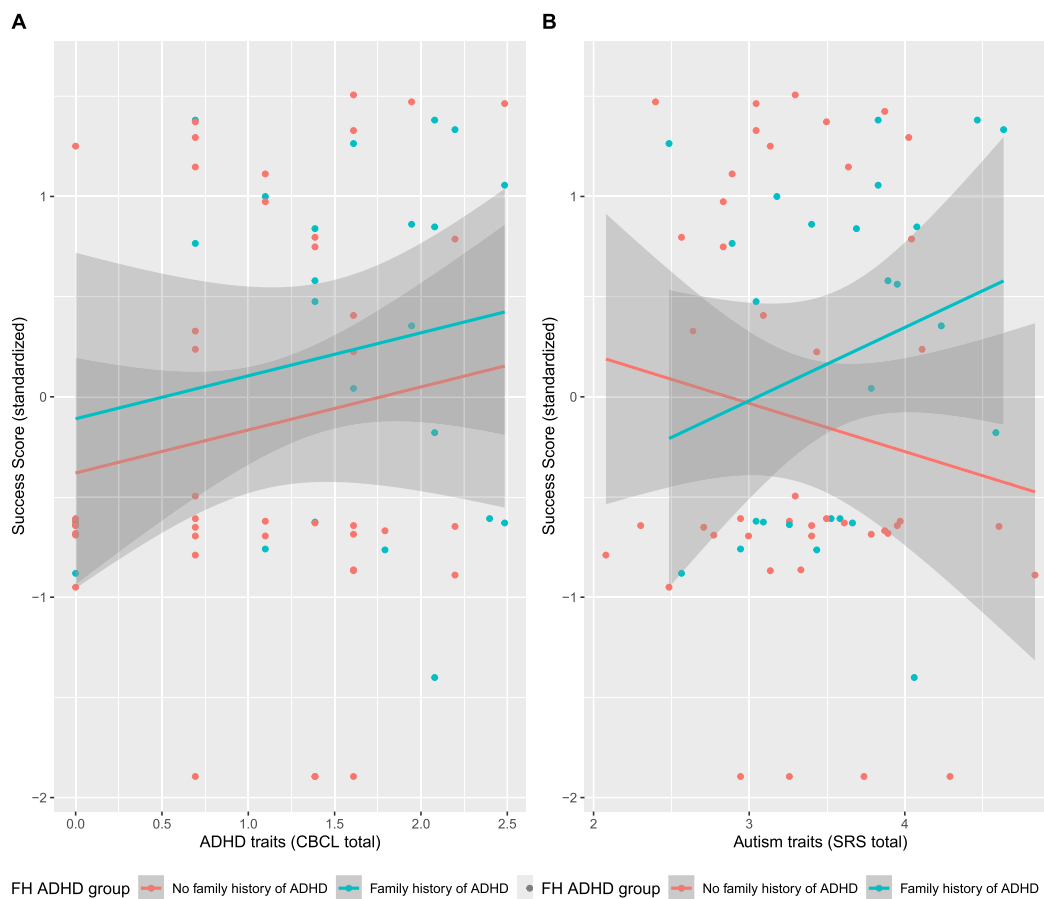 A
B
Success Score (standardized)
1
0
−1
−2
0.0 0.5 1.0 1.5 2.0 2.5
ADHD traits (CBCL total)
Success Score (standardized)
1
0
−1
−2
2 3 4
Autism traits (SRS total)
FH ADHD group No family history of ADHD Family history of ADHD
FH ADHD group No family history of ADHD Family history of ADHD